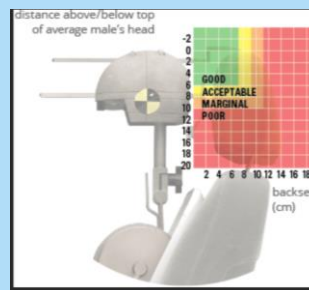 distance above/below top
of average male's head
-2
0
2
4
6
8
10
12
14
16
18
20
GOOD
ACCEPTABLE
MARGINAL
POOR
2 4 6 8 10 12 14 16 18
backse
(cm)